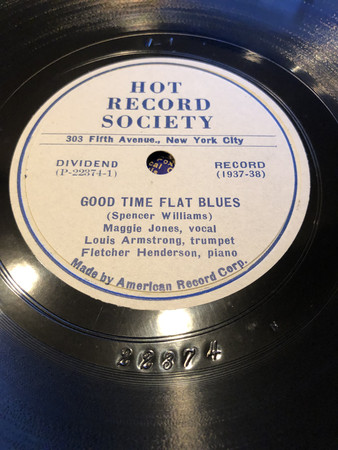 HOT
RECORD
SOCIETY
303 Fifth Avenue., New York City
DIVIDEND RECORD
(P-22374-1) (1937-38)
GOOD TIME FLAT BLUES
(Spencer Williams)
Maggie Jones, vocal
Louis Armstrong, trumpet
Fletcher Henderson, piano
Made by American Record Corp.
22374